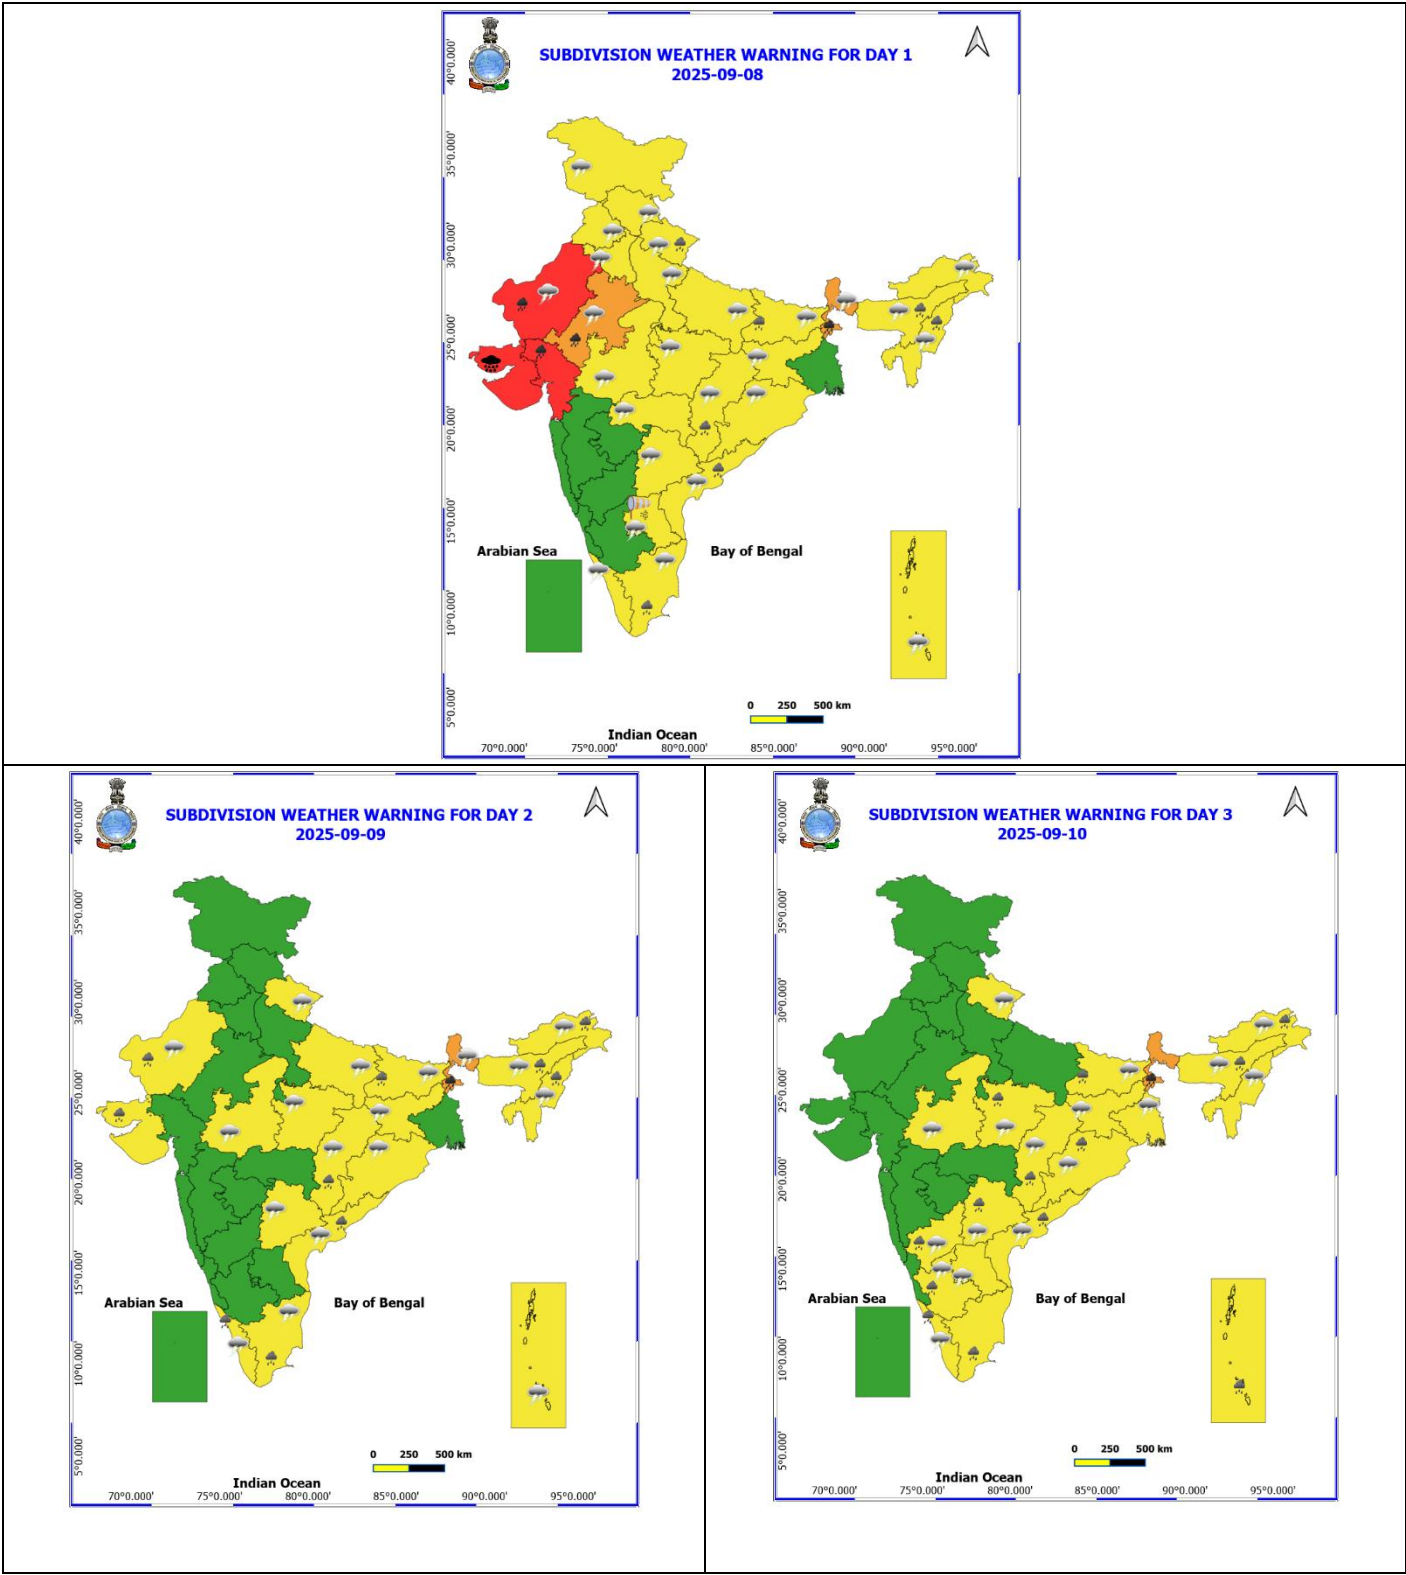 SUBDIVISION WEATHER WARNING FOR DAY 1
2025-09-08
40°0.000'
35°0.000'
30°0.000'
25°0.000'
20°0.000'
15°0.000'
10°0.000'
5°0.000'
Arabian Sea
Bay of Bengal
0 250 500 km
Indian Ocean
70°0.000' 75°0.000' 80°0.000' 85°0.000' 90°0.000' 95°0.000'
SUBDIVISION WEATHER WARNING FOR DAY 2
2025-09-09
40°0.000'
35°0.000'
30°0.000'
25°0.000'
20°0.000'
15°0.000'
10°0.000'
5°0.000'
Arabian Sea
Bay of Bengal
0 250 500 km
Indian Ocean
70°0.000' 75°0.000' 80°0.000' 85°0.000' 90°0.000' 95°0.000'
SUBDIVISION WEATHER WARNING FOR DAY 3
2025-09-10
40°0.000'
35°0.000'
30°0.000'
25°0.000'
20°0.000'
15°0.000'
10°0.000'
5°0.000'
Arabian Sea
Bay of Bengal
0 250 500 km
Indian Ocean
70°0.000' 75°0.000' 80°0.000' 85°0.000' 90°0.000' 95°0.000'